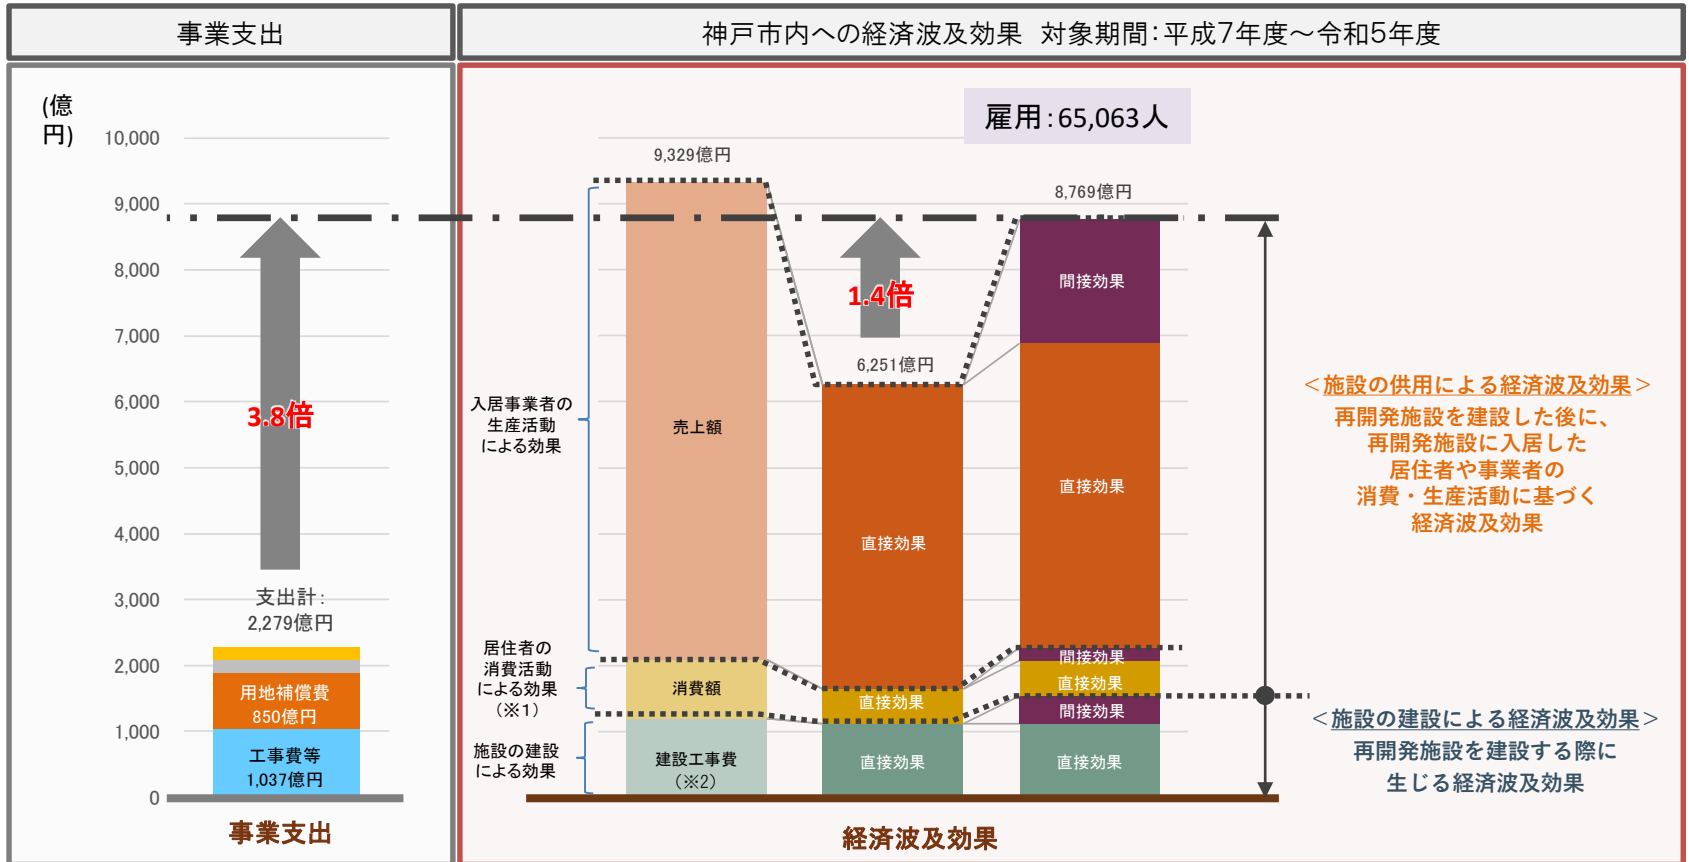 事業支出
神戸市内への経済波及効果 対象期間：平成7年度～令和5年度
(億
円)
10,000
9,000
8,000
7,000
6,000
5,000
4,000
3,000
2,000
1,000
0
3.8倍
支出計：
2,279億円
用地補償費
850億円
工事費等
1,037億円
事業支出
雇用：65,063人
9,329億円
6,251億円
8,769億円
1.4倍
入居事業者の
生産活動
による効果
居住者の
消費活動
による効果
（※1）
施設の建設
による効果
売上額
消費額
建設工事費
（※2）
直接効果
直接効果
直接効果
間接効果
直接効果
間接効果
直接効果
間接効果
直接効果
経済波及効果
＜施設の供用による経済波及効果＞
再開発施設を建設した後に、
再開発施設に入居した
居住者や事業者の
消費・生産活動に基づく
経済波及効果
＜施設の建設による経済波及効果＞
再開発施設を建設する際に
生じる経済波及効果